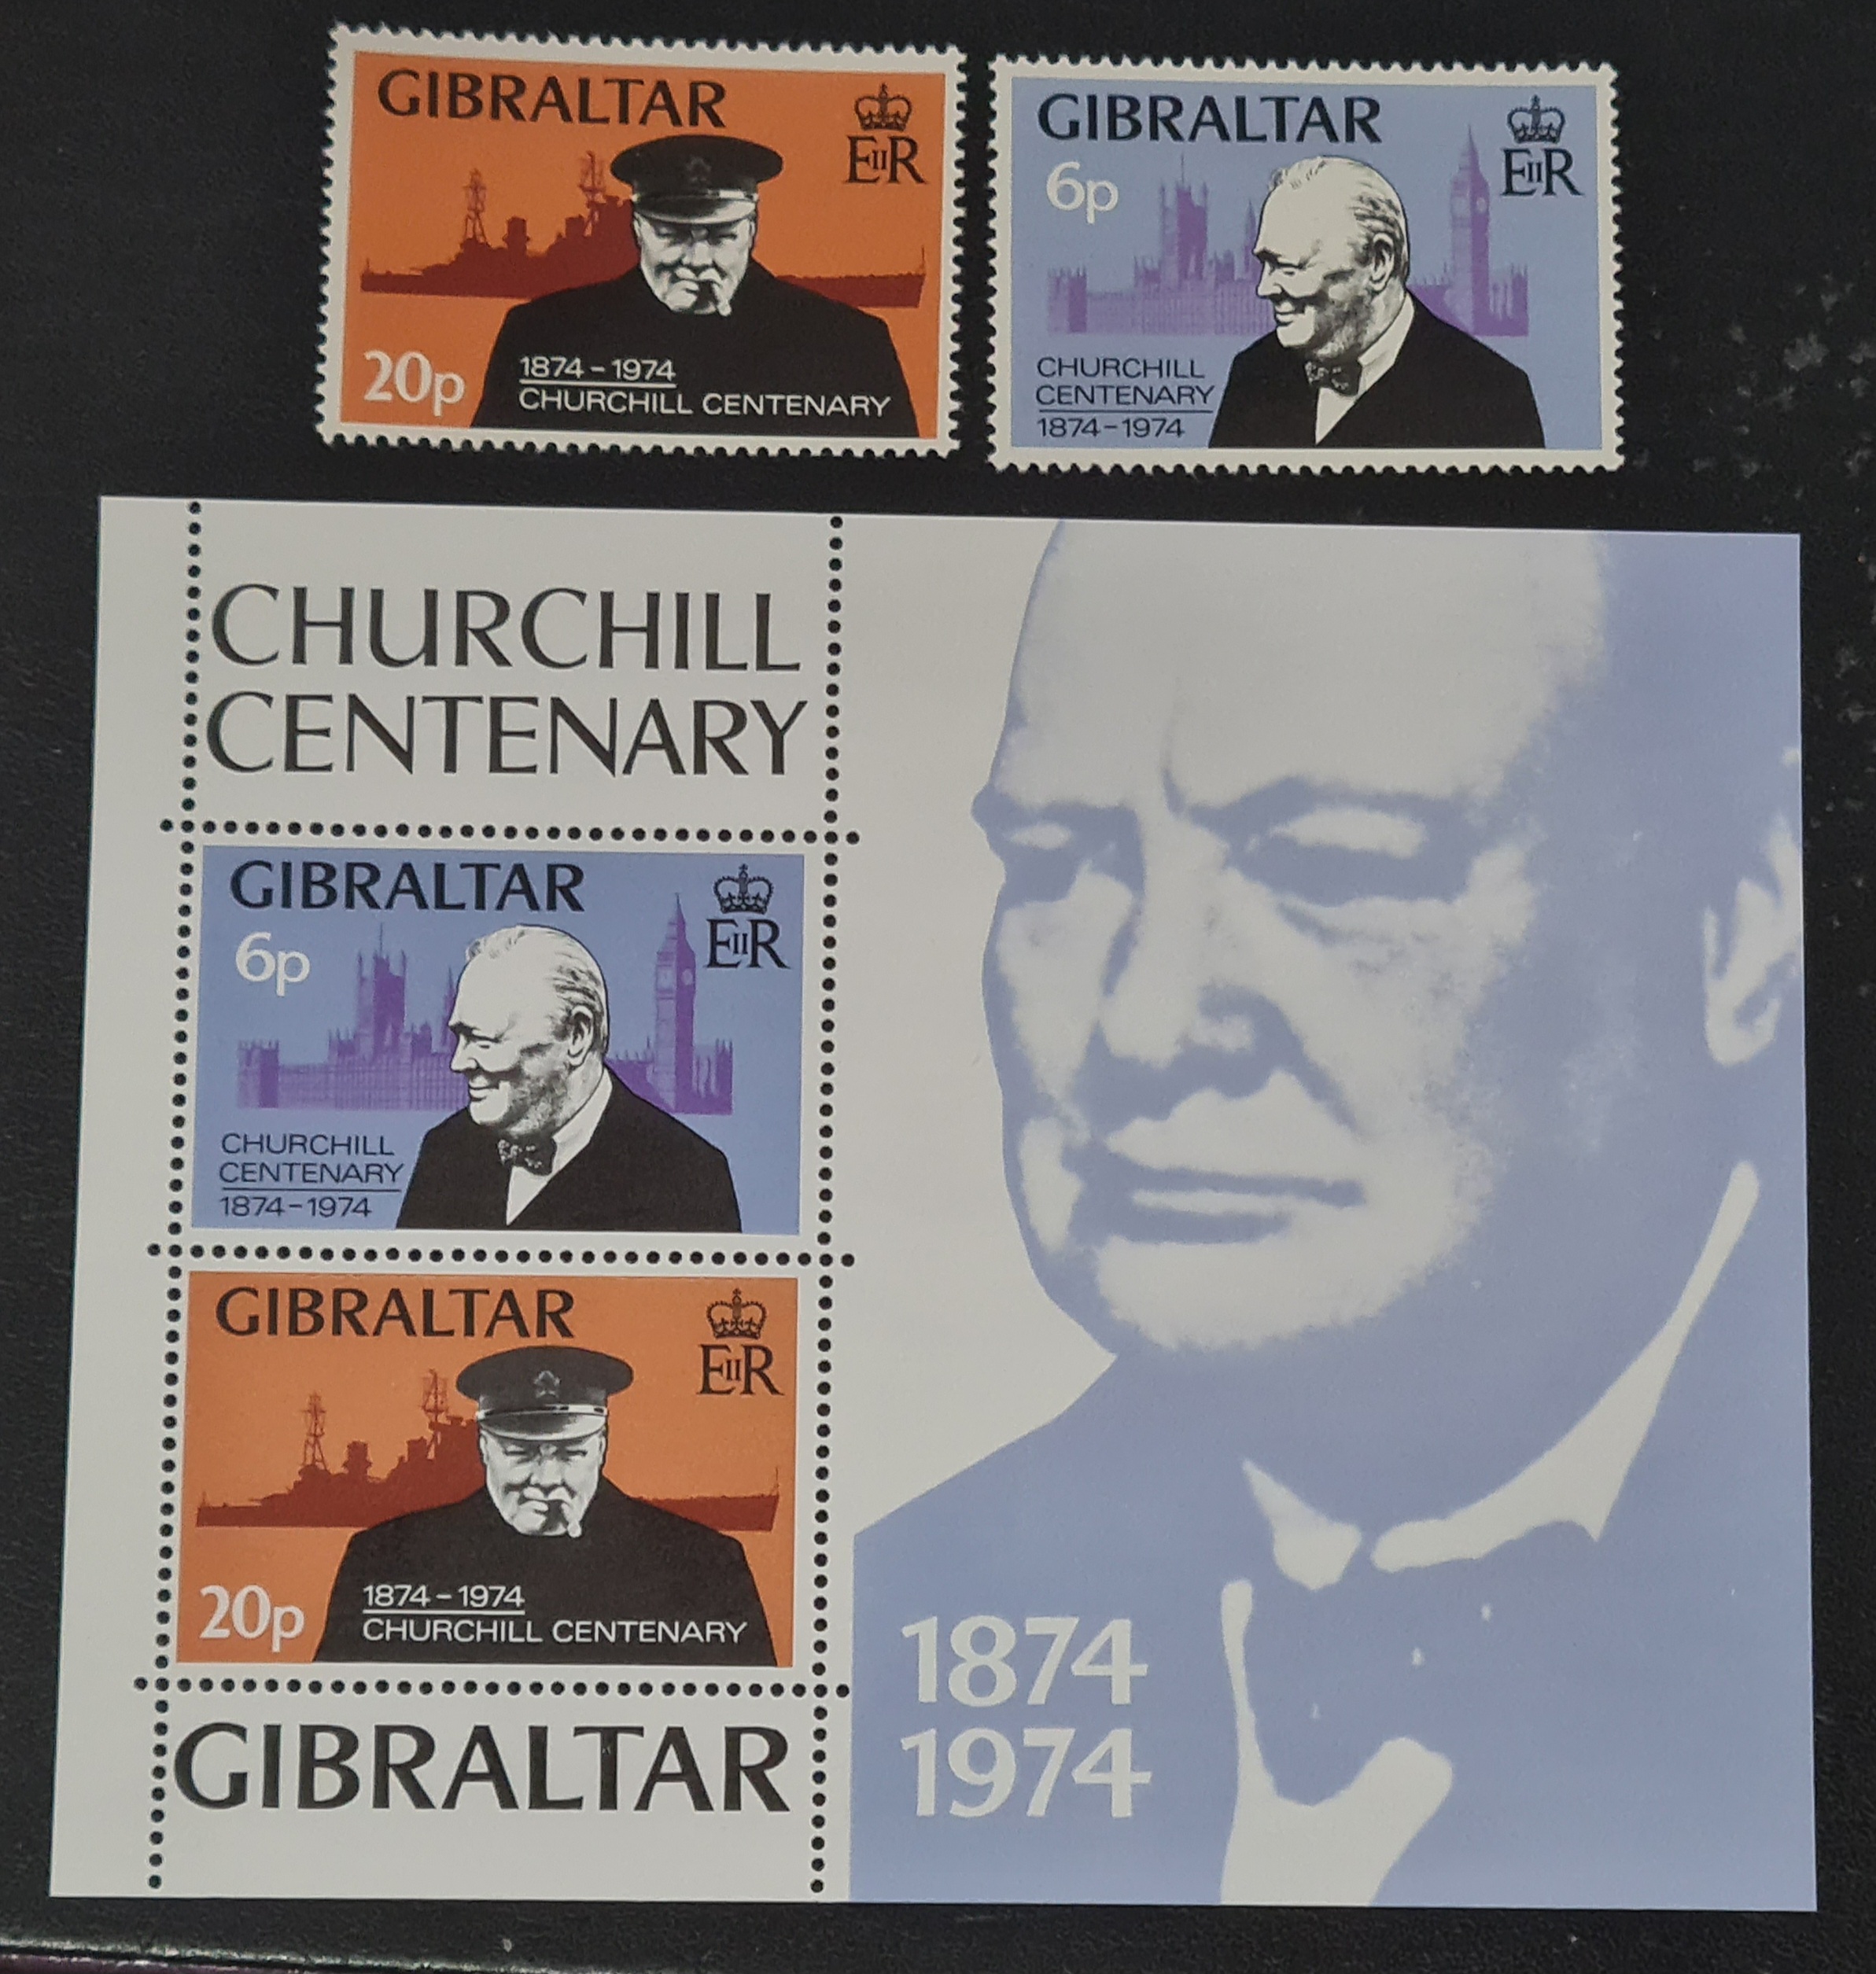 GIBRALTAR
EIIR
20p
1874-1974
CHURCHILL CENTENARY
GIBRALTAR
6p
EIIR
CHURCHILL
CENTENARY
1874-1974
CHURCHILL
CENTENARY
GIBRALTAR
6p
EIIR
CHURCHILL
CENTENARY
1874-1974
GIBRALTAR
EIIR
20p
1874-1974
CHURCHILL CENTENARY
GIBRALTAR
1874
1974